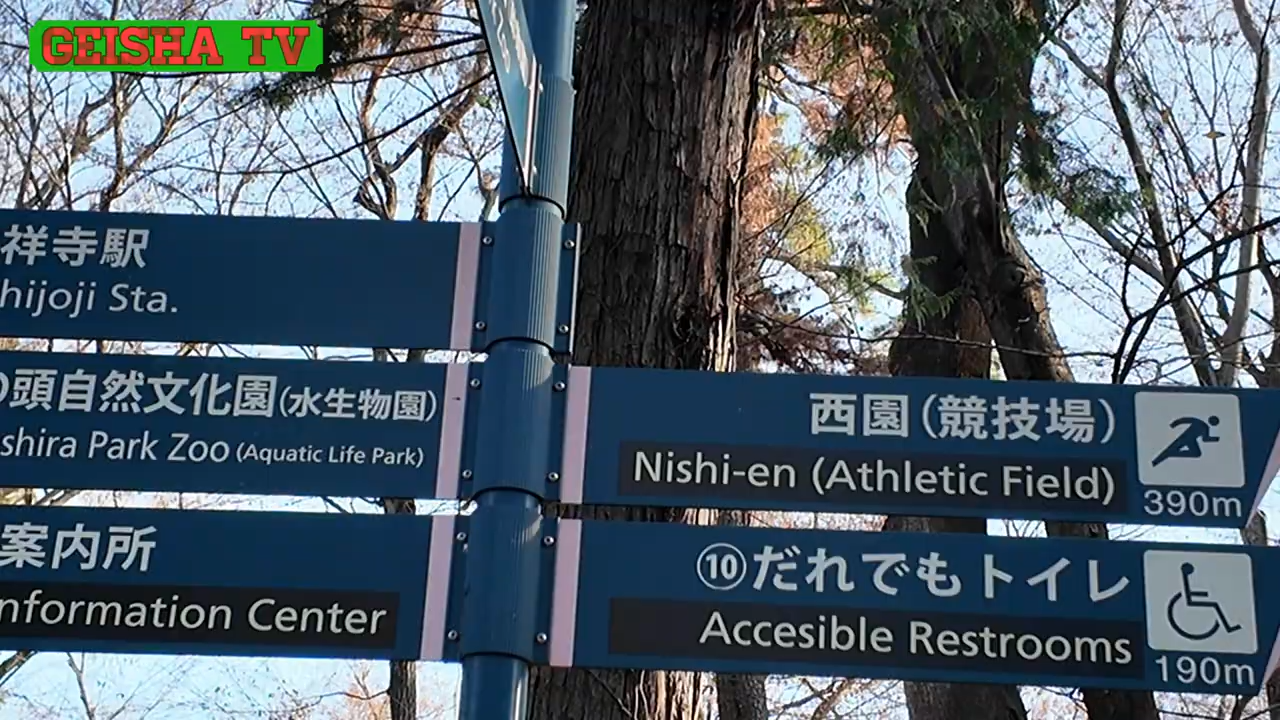 GEISHA TV
祥寺駅
hijoji Sta.
の頭自然文化園(水生物園)
shira Park Zoo (Aquatic Life Park)
案内所
nformation Center
西園(競技場)
Nishi-en (Athletic Field)
390m
⑩だれでもトイレ
Accesible Restrooms
190m